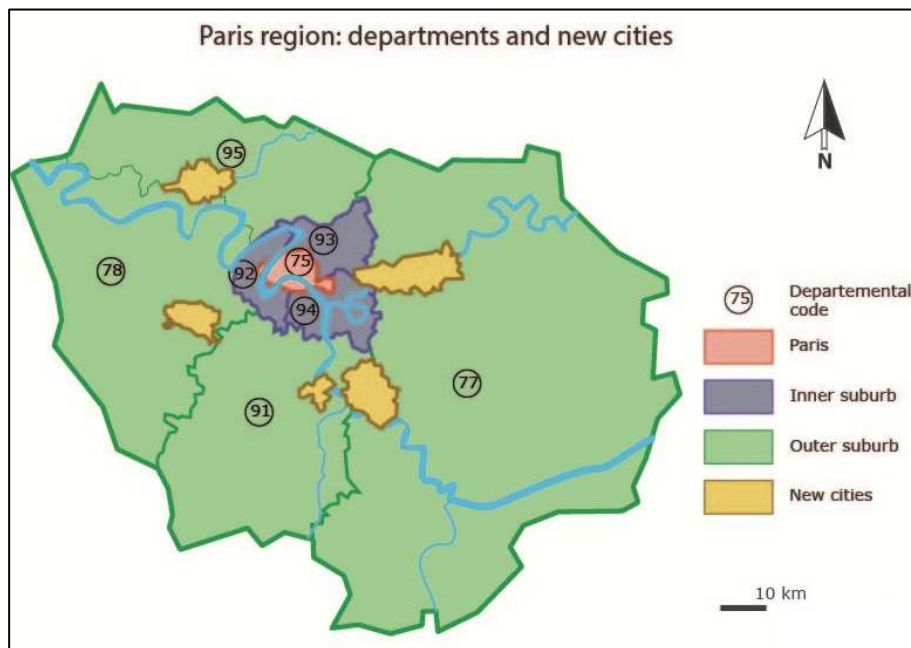 Paris region: departments and new cities
N
95
93
75
92
78
94
77
91
75
Departemental
code
Paris
Inner suburb
Outer suburb
New cities
10 km